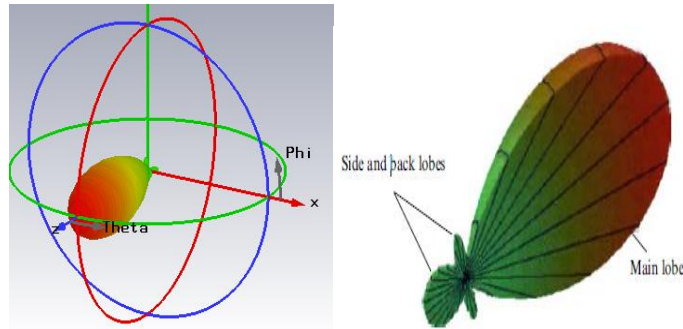 Phi
x
z
Theta
Side and back lobes
Main lobe